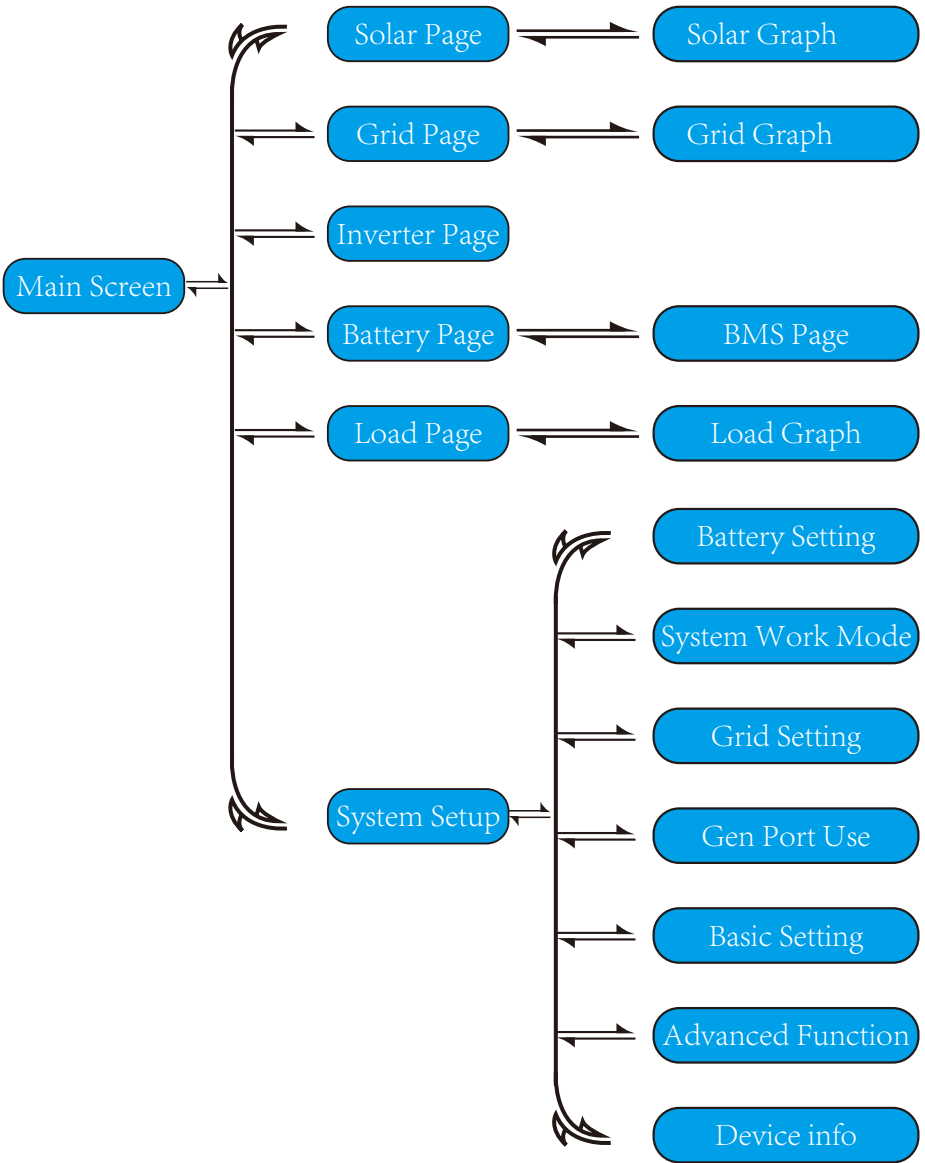 Solar Page
Solar Graph
Grid Page
Grid Graph
Inverter Page
Main Screen
Battery Page
BMS Page
Load Page
Load Graph
Battery Setting
System Work Mode
Grid Setting
System Setup
Gen Port Use
Basic Setting
Advanced Function
Device info